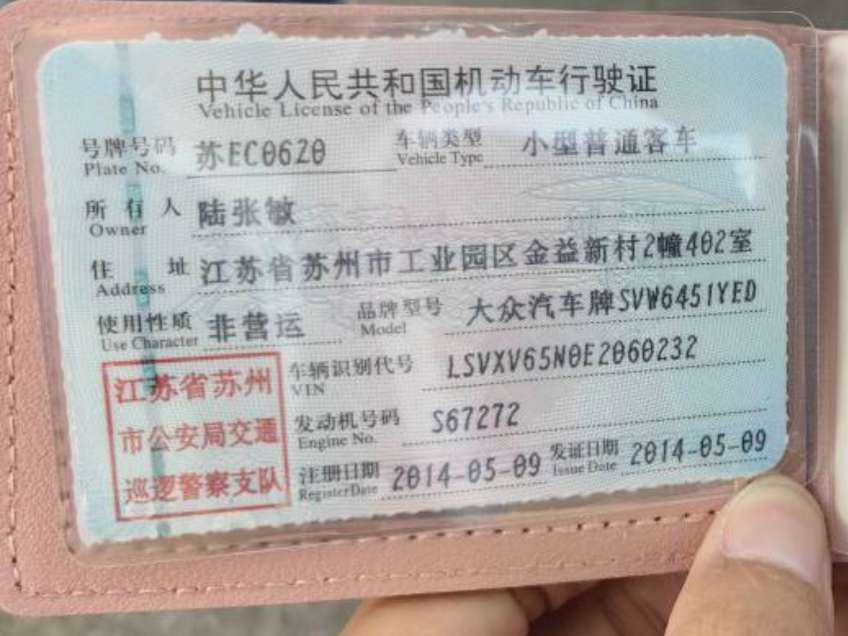 中华人民共和国机动车行驶证
Vehicle License of the People's Republic of China
号牌号码 苏EC0620 车辆类型 小型普通客车
Plate No. Vehicle Type
所有人 陆张敏
Owner
住址 江苏省苏州市工业园区金益新村2幢402室
Address
使用性质 非营运 品牌型号 大众汽车牌SVW6451YED
Use Character Model
江苏省苏州
市公安局交通
巡逻警察支队
车辆识别代号 LSVXV65N0E2060232
VIN
发动机号码 S67272
Engine No.
注册日期 2014-05-09 发证日期 2014-05-09
Register Date Issue Date